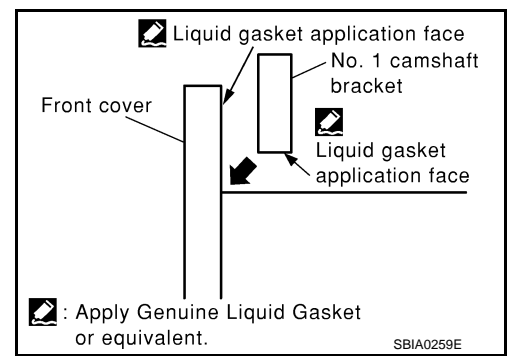 Liquid gasket application face
No. 1 camshaft
bracket
Front cover
Liquid gasket
application face
: Apply Genuine Liquid Gasket
or equivalent.
SBIA0259E